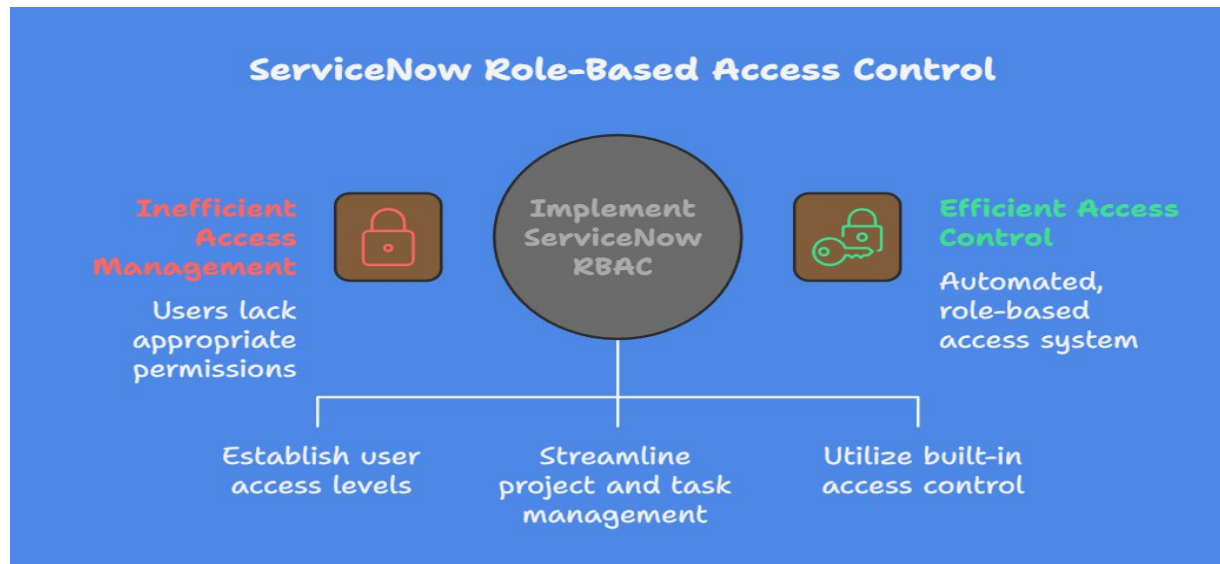 ServiceNow Role-Based Access Control
Inefficient
Access
Management
Users lack
appropriate
permissions
Implement
ServiceNow
RBAC
Efficient Access
Control
Automated,
role-based
access system
Establish user
access levels
Streamline
project and task
management
Utilize built-in
access control